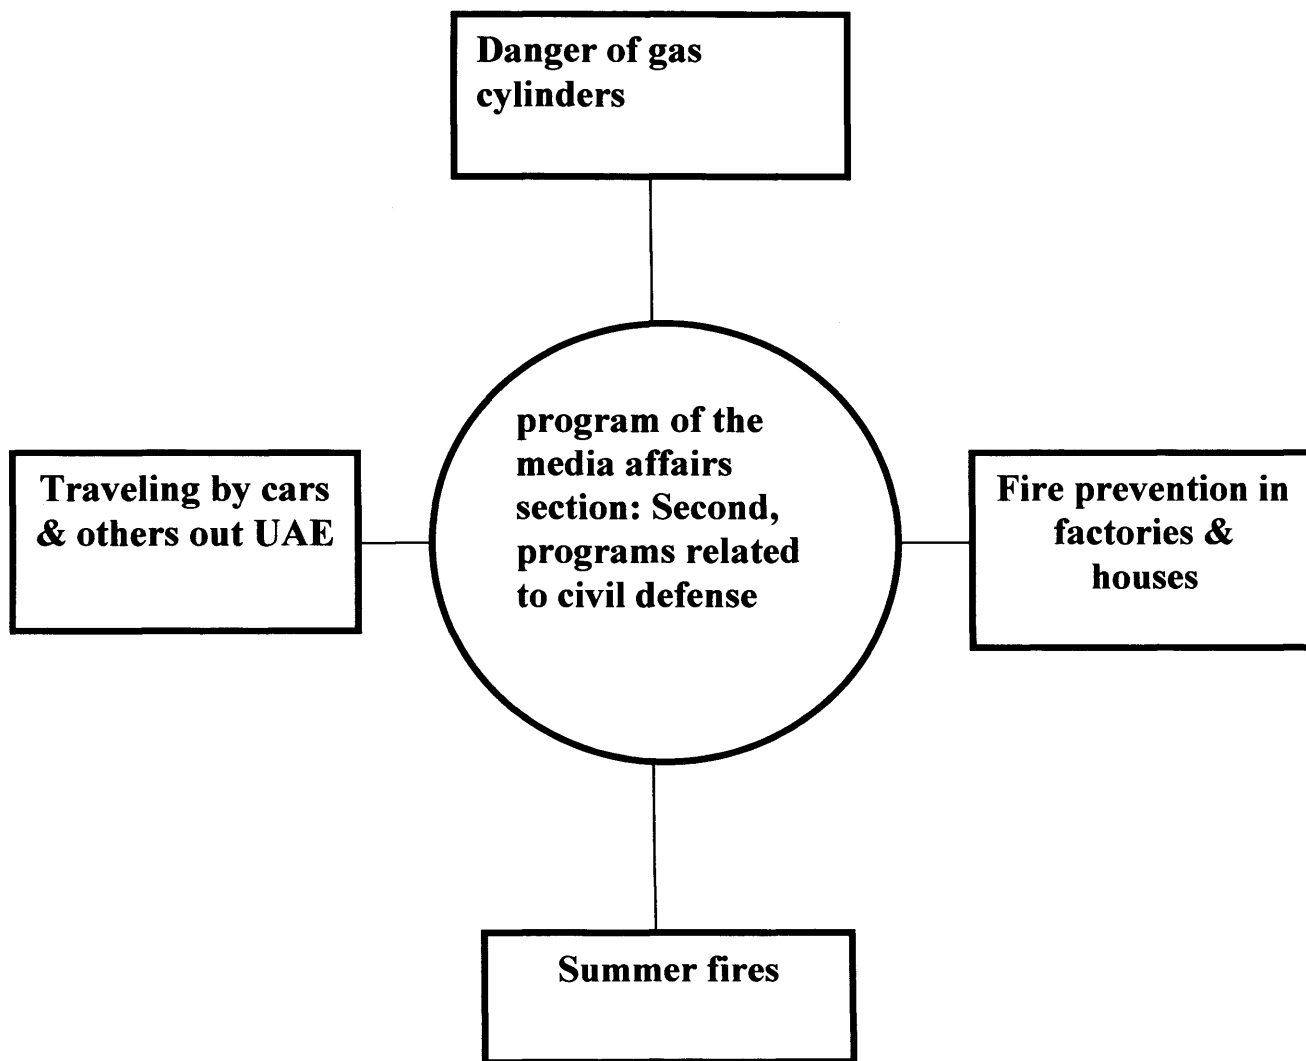 Danger of gas
cylinders
program of the
media affairs
section: Second,
programs related
to civil defense
Traveling by cars
& others out UAE
Fire prevention in
factories &
houses
Summer fires